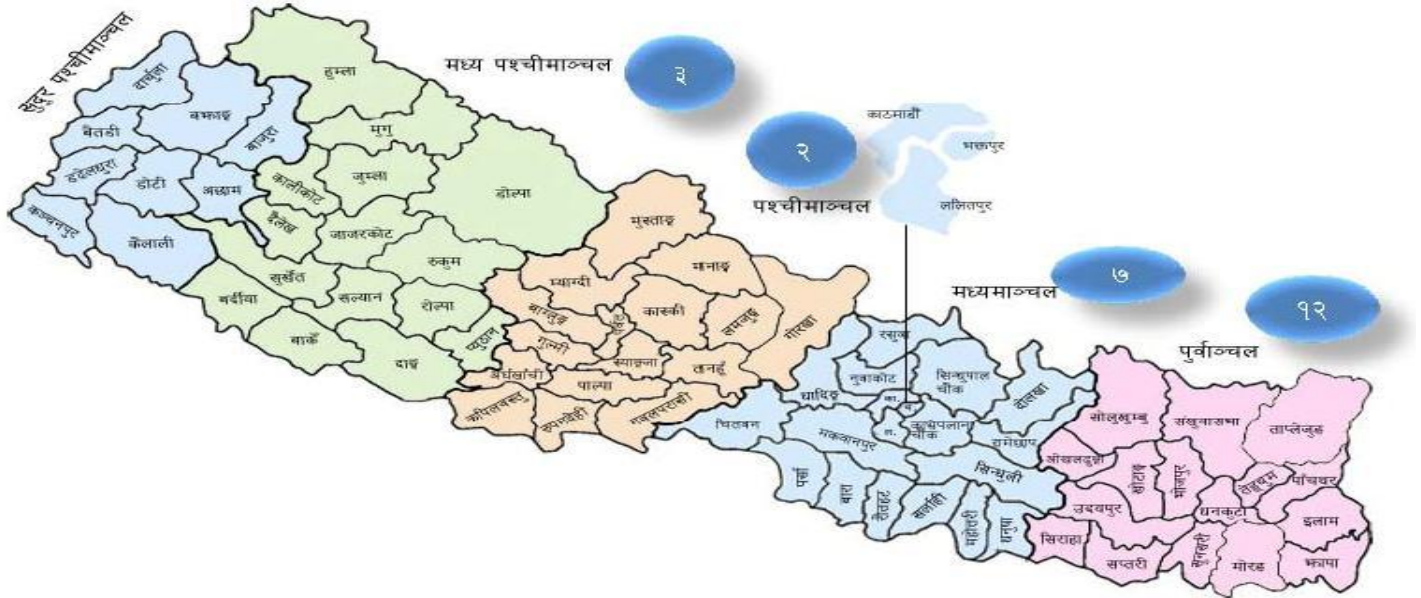 सुदुर पश्चीमाञ्चल
मध्य पश्चीमाञ्चल
३
२
पश्चीमाञ्चल
काठमाडौं
भक्तपुर
ललितपुर
मध्यमाञ्चल
७
१२
पुर्वाञ्चल
दार्चुला
बैतडी
बझाङ्ग
बाजुरा
डडेलधुरा
डोटी
अछाम
कञ्चनपुर
कैलाली
हुम्ला
मुगु
कालीकोट
जुम्ला
डोल्पा
दैलेख
जाजरकोट
रुकुम
सुर्खेत
सल्यान
रोल्पा
बर्दीया
बाकेँ
दाङ्ग
प्युठान
मुस्ताङ्ग
मानाङ्ग
म्याग्दी
कास्की
लमजुङ्ग
गोरखा
बाग्लुङ्ग
गुल्मी
स्याङ्जा
तानहूँ
अर्घखाँची
पाल्पा
कपिलवस्तु
रुपन्देही
नवलपरासी
रसुवा
नुवाकोट
सिन्धुपाल
चौक
दोलखा
धादिङ्ग
का.
भ.
ल.
काभ्रेपलान
चौक
रामेछाप
चितवन
मकवानपुर
सिन्धुली
पर्सा
बारा
रौतहट
सर्लाही
महोत्तरी
धनुषा
सोलुखुम्बु
संखुवासभा
ताप्लेजुङ
ओखलढुङ्गा
खोटाङ्ग
भोजपुर
तेह्रथुम
पाँचथर
उदयपुर
धनकुटा
इलाम
सिराहा
सप्तरी
सुनसरी
मोरङ
झापा